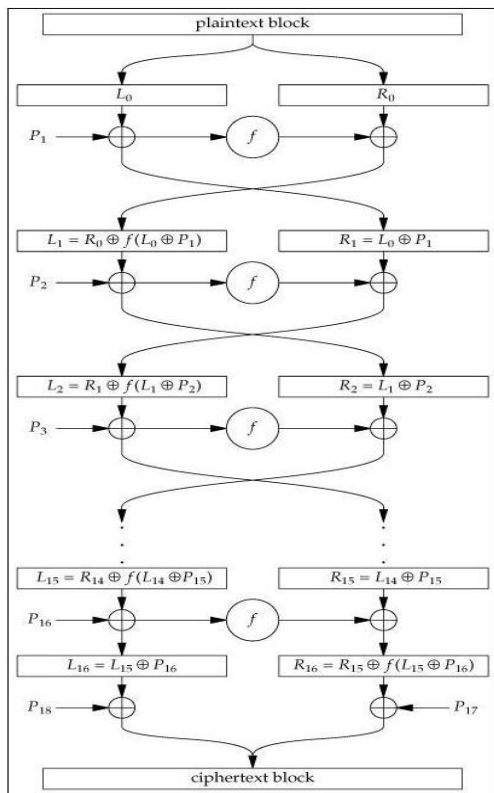 plaintext block
L₀
R₀
P₁
f
L₁ = R₀ ⊕ f(L₀ ⊕ P₁)
R₁ = L₀ ⊕ P₁
P₂
f
L₂ = R₁ ⊕ f(L₁ ⊕ P₂)
R₂ = L₁ ⊕ P₂
P₃
f
L₁₅ = R₁₄ ⊕ f(L₁₄ ⊕P₁₅)
R₁₅ = L₁₄ ⊕ P₁₅
P₁₆
f
L₁₆ = L₁₅ ⊕ P₁₆
R₁₆ = R₁₅ ⊕ f(L₁₅ ⊕ P₁₆)
P₁₈
P₁₇
ciphertext block